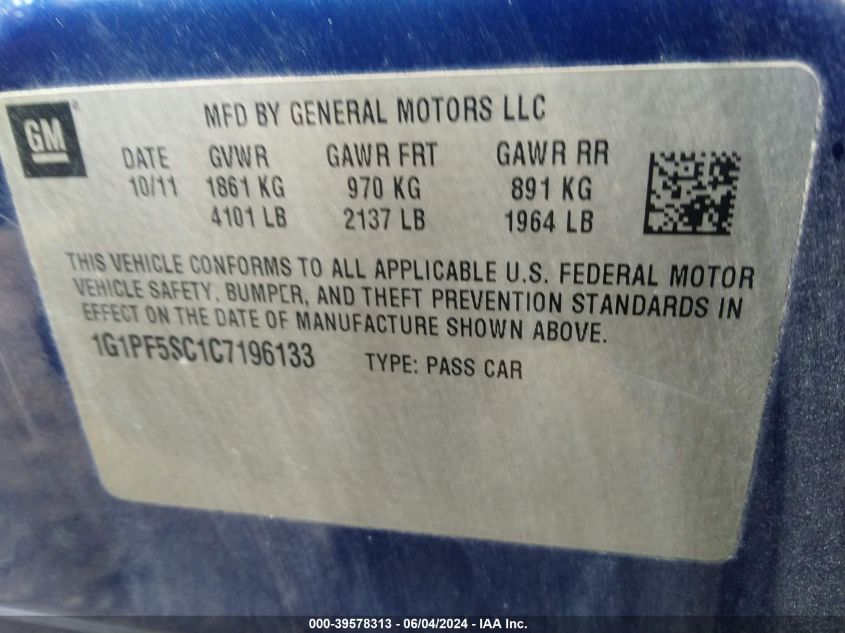 GM ®
MFD BY GENERAL MOTORS LLC
DATE GVWR GAWR FRT GAWR RR
10/11 1861 KG 970 KG 891 KG
4101 LB 2137 LB 1964 LB
THIS VEHICLE CONFORMS TO ALL APPLICABLE U.S. FEDERAL MOTOR
VEHICLE SAFETY, BUMPER, AND THEFT PREVENTION STANDARDS IN
EFFECT ON THE DATE OF MANUFACTURE SHOWN ABOVE.
1G1PF5SC1C7196133 TYPE: PASS CAR
000-39578313 - 06/04/2024 - IAA Inc.